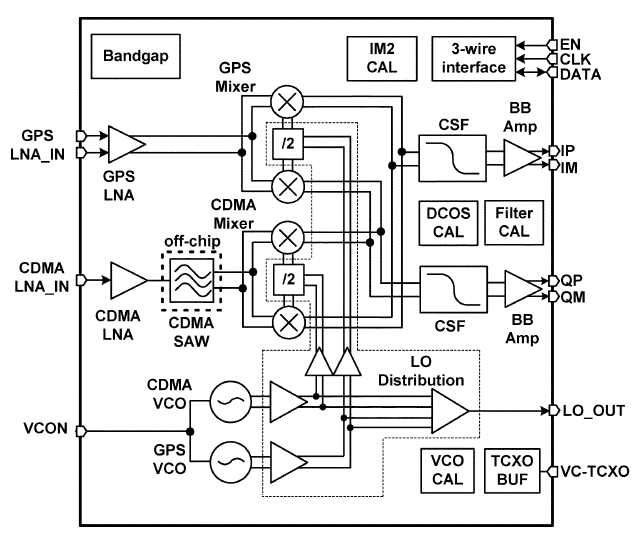 Bandgap
IM2
CAL
3-wire
interface
EN
CLK
DATA
GPS
Mixer
/2
CSF
BB
Amp
IP
IM
GPS
LNA_IN
GPS
LNA
CDMA
Mixer
DCOS
CAL
Filter
CAL
off-chip
CDMA
LNA_IN
CDMA
LNA
CDMA
SAW
/2
CSF
BB
Amp
QP
QM
LO
Distribution
CDMA
VCO
LO_OUT
VCON
GPS
VCO
VCO
CAL
TCXO
BUF
VC-TCXO